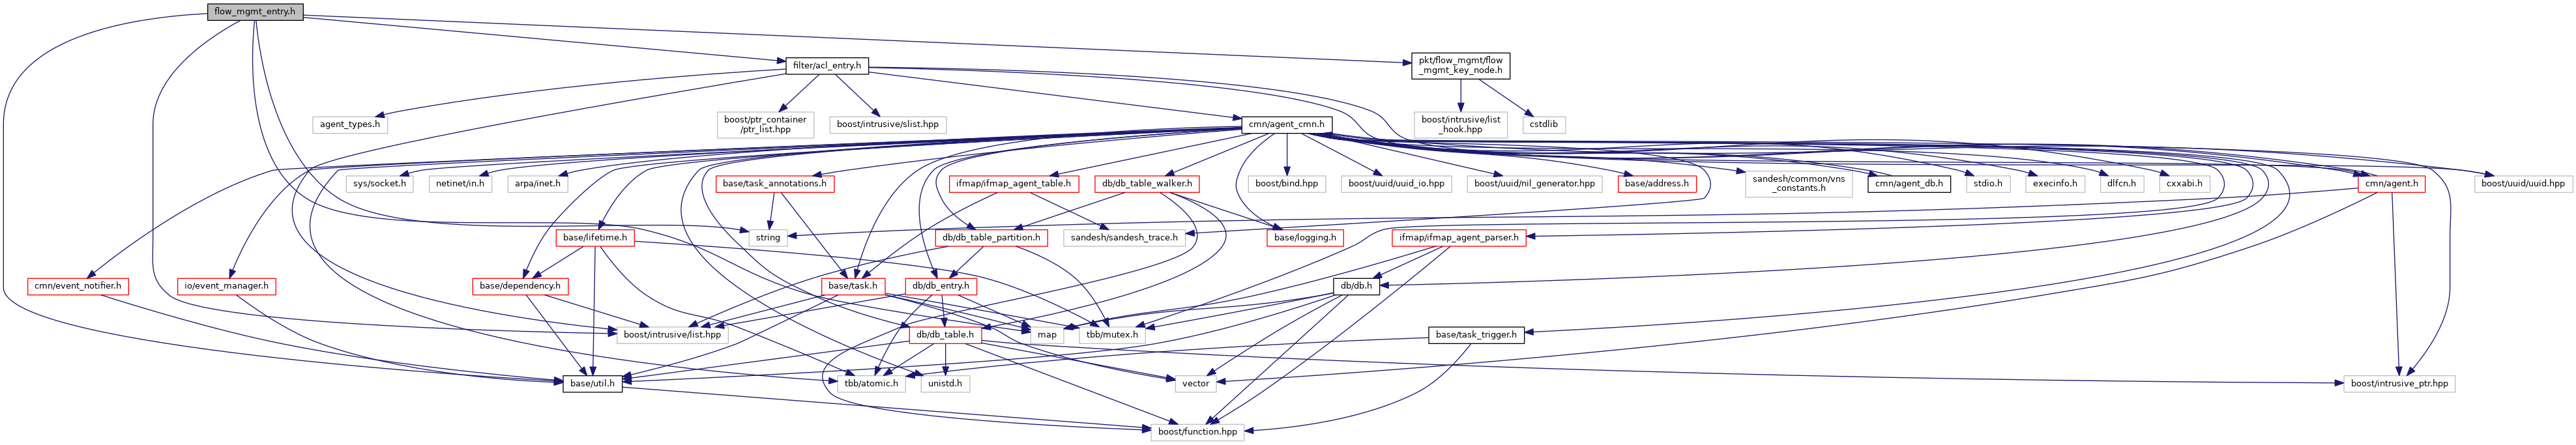 flow_mgmt_entry.h
filter/acl_entry.h
pkt/flow_mgmt/flow
_mgmt_key_node.h
agent_types.h
boost/ptr_container
/ptr_list.hpp
boost/intrusive/slist.hpp
cmn/agent_cmn.h
boost/intrusive/list
_hook.hpp
cstdlib
sys/socket.h
netinet/in.h
arpa/inet.h
base/task_annotations.h
ifmap/ifmap_agent_table.h
db/db_table_walker.h
boost/bind.hpp
boost/uuid/uuid_io.hpp
boost/uuid/nil_generator.hpp
base/address.h
sandesh/common/vns
_constants.h
cmn/agent_db.h
stdio.h
execinfo.h
dlfcn.h
cxxabi.h
cmn/agent.h
boost/uuid/uuid.hpp
base/lifetime.h
string
db/db_table_partition.h
sandesh/sandesh_trace.h
base/logging.h
ifmap/ifmap_agent_parser.h
cmn/event_notifier.h
io/event_manager.h
base/dependency.h
base/task.h
db/db_entry.h
db/db.h
boost/intrusive/list.hpp
db/db_table.h
map
tbb/mutex.h
base/task_trigger.h
base/util.h
tbb/atomic.h
unistd.h
vector
boost/intrusive_ptr.hpp
boost/function.hpp